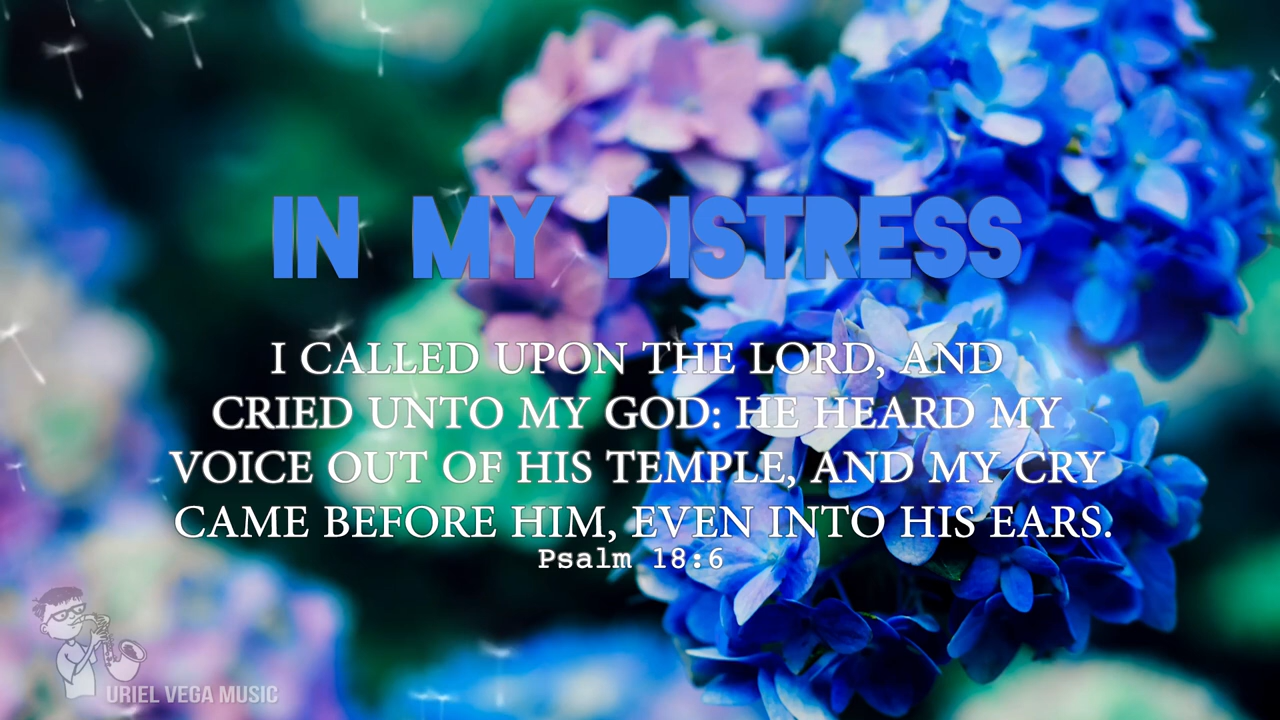 IN MY DISTRESS
I CALLED UPON THE LORD, AND
CRIED UNTO MY GOD: HE HEARD MY
VOICE OUT OF HIS TEMPLE, AND MY CRY
CAME BEFORE HIM, EVEN INTO HIS EARS.
Psalm 18:6
URIEL VEGA MUSIC